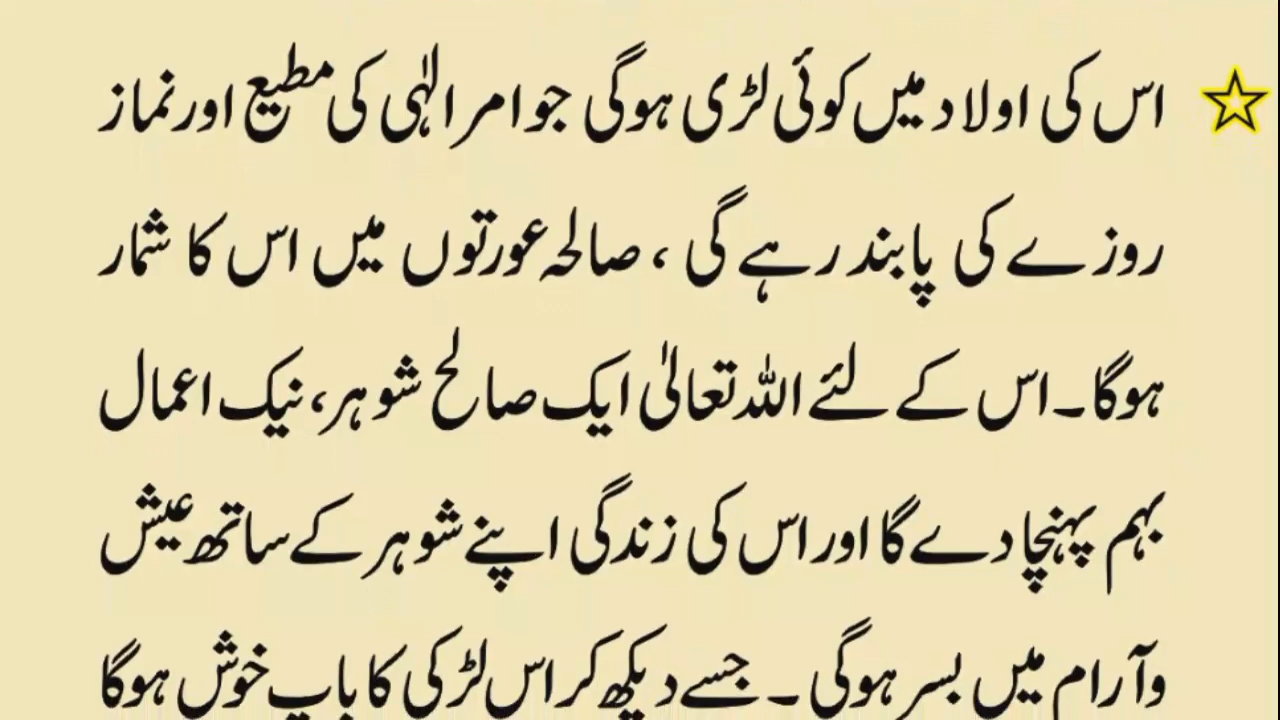 اس کی اولاد میں کوئی لڑی ہوگی جو امر الٰہی کی مطیع اور نماز
روزے کی پابند رہے گی ، صالحہ عورتوں میں اس کا شمار
ہوگا۔ اس کے لئے اللہ تعالیٰ ایک صالح شوہر، نیک اعمال
بہم پہنچا دے گا اور اس کی زندگی اپنے شوہر کے ساتھ عیش
وآرام میں بسر ہوگی ۔ جسے دیکھ کر اس لڑکی کا باپ خوش ہوگا